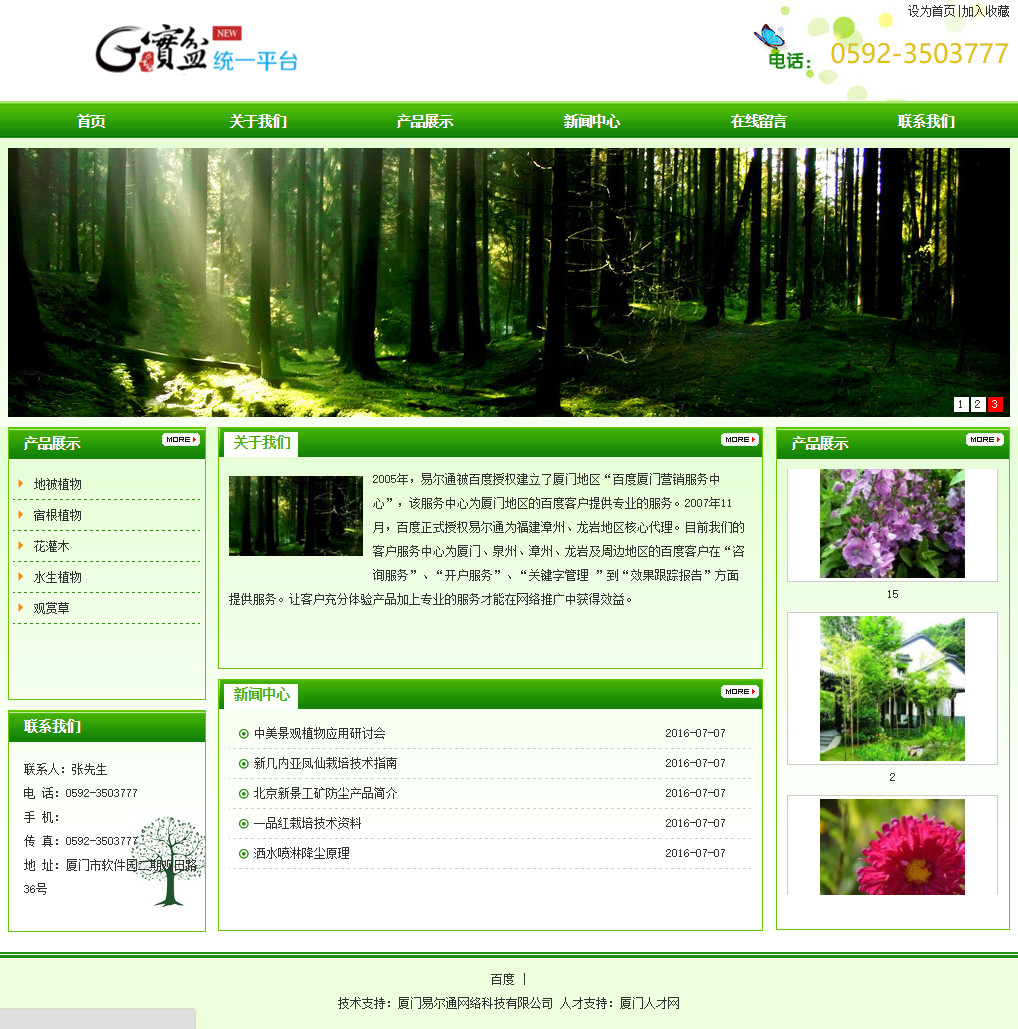 设为首页|加入收藏
G寶盆 NEW
统一平台
电话： 0592-3503777
首页 关于我们 产品展示 新闻中心 在线留言 联系我们
1 2 3
产品展示 MORE
地被植物
宿根植物
花灌木
水生植物
观赏草
联系我们
联系人：张先生
电 话：0592-3503777
手 机：
传 真：0592-3503777
地 址：厦门市软件园二期观日路
36号
关于我们 MORE
2005年，易尔通被百度授权建立了厦门地区“百度厦门营销服务中
心”，该服务中心为厦门地区的百度客户提供专业的服务。2007年11
月，百度正式授权易尔通为福建漳州、龙岩地区核心代理。目前我们的
客户服务中心为厦门、泉州、漳州、龙岩及周边地区的百度客户在“咨
询服务”、“开户服务”、“关键字管理 ”到“效果跟踪报告”方面
提供服务。让客户充分体验产品加上专业的服务才能在网络推广中获得效益。
新闻中心 MORE
中美景观植物应用研讨会 2016-07-07
新几内亚凤仙栽培技术指南 2016-07-07
北京新景工矿防尘产品简介 2016-07-07
一品红栽培技术资料 2016-07-07
洒水喷淋降尘原理 2016-07-07
产品展示 MORE
15
2
百度 |
技术支持：厦门易尔通网络科技有限公司 人才支持：厦门人才网